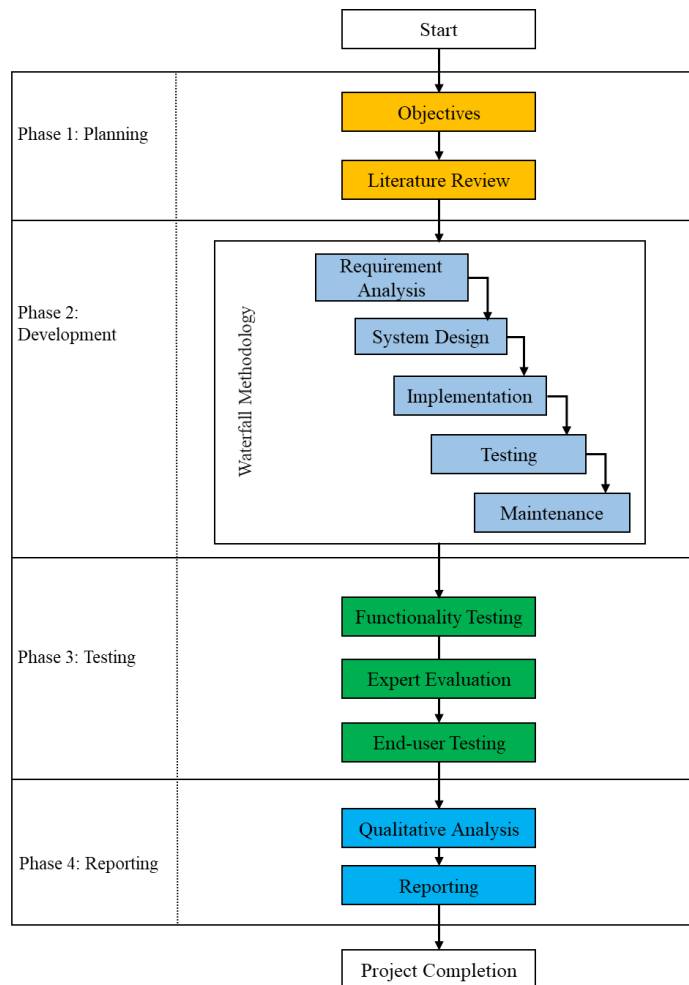 Start
Phase 1: Planning
Objectives
Literature Review
Phase 2:
Development
Waterfall Methodology
Requirement
Analysis
System Design
Implementation
Testing
Maintenance
Phase 3: Testing
Functionality Testing
Expert Evaluation
End-user Testing
Phase 4: Reporting
Qualitative Analysis
Reporting
Project Completion